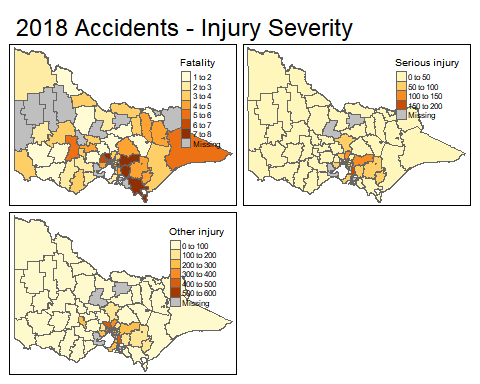 2018 Accidents - Injury Severity
Fatality
1 to 2
2 to 3
3 to 4
4 to 5
5 to 6
6 to 7
7 to 8
Missing
Serious injury
0 to 50
50 to 100
100 to 150
150 to 200
Missing
Other injury
0 to 100
100 to 200
200 to 300
300 to 400
400 to 500
500 to 600
Missing